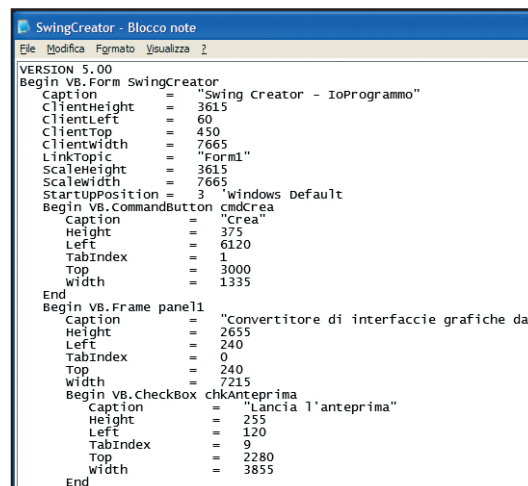 SwingCreator - Blocco note
File Modifica Formato Visualizza ?
VERSION 5.00
Begin VB.Form SwingCreator
   Caption         =   "Swing Creator - IoProgrammo"
   ClientHeight    =   3615
   ClientLeft      =   60
   ClientTop       =   450
   ClientWidth     =   7665
   LinkTopic       =   "Form1"
   ScaleHeight     =   3615
   ScaleWidth      =   7665
   StartUpPosition =   3  'Windows Default
   Begin VB.CommandButton cmdCrea
      Caption         =   "Crea"
      Height          =   375
      Left            =   6120
      TabIndex        =   1
      Top             =   3000
      Width           =   1335
   End
   Begin VB.Frame panel1
      Caption         =   "Convertitore di interfaccie grafiche da
      Height          =   2655
      Left            =   240
      TabIndex        =   0
      Top             =   240
      Width           =   7215
      Begin VB.CheckBox chkAnteprima
         Caption         =   "Lancia l'anteprima"
         Height          =   255
         Left            =   120
         TabIndex        =   9
         Top             =   2280
         Width           =   3855
      End